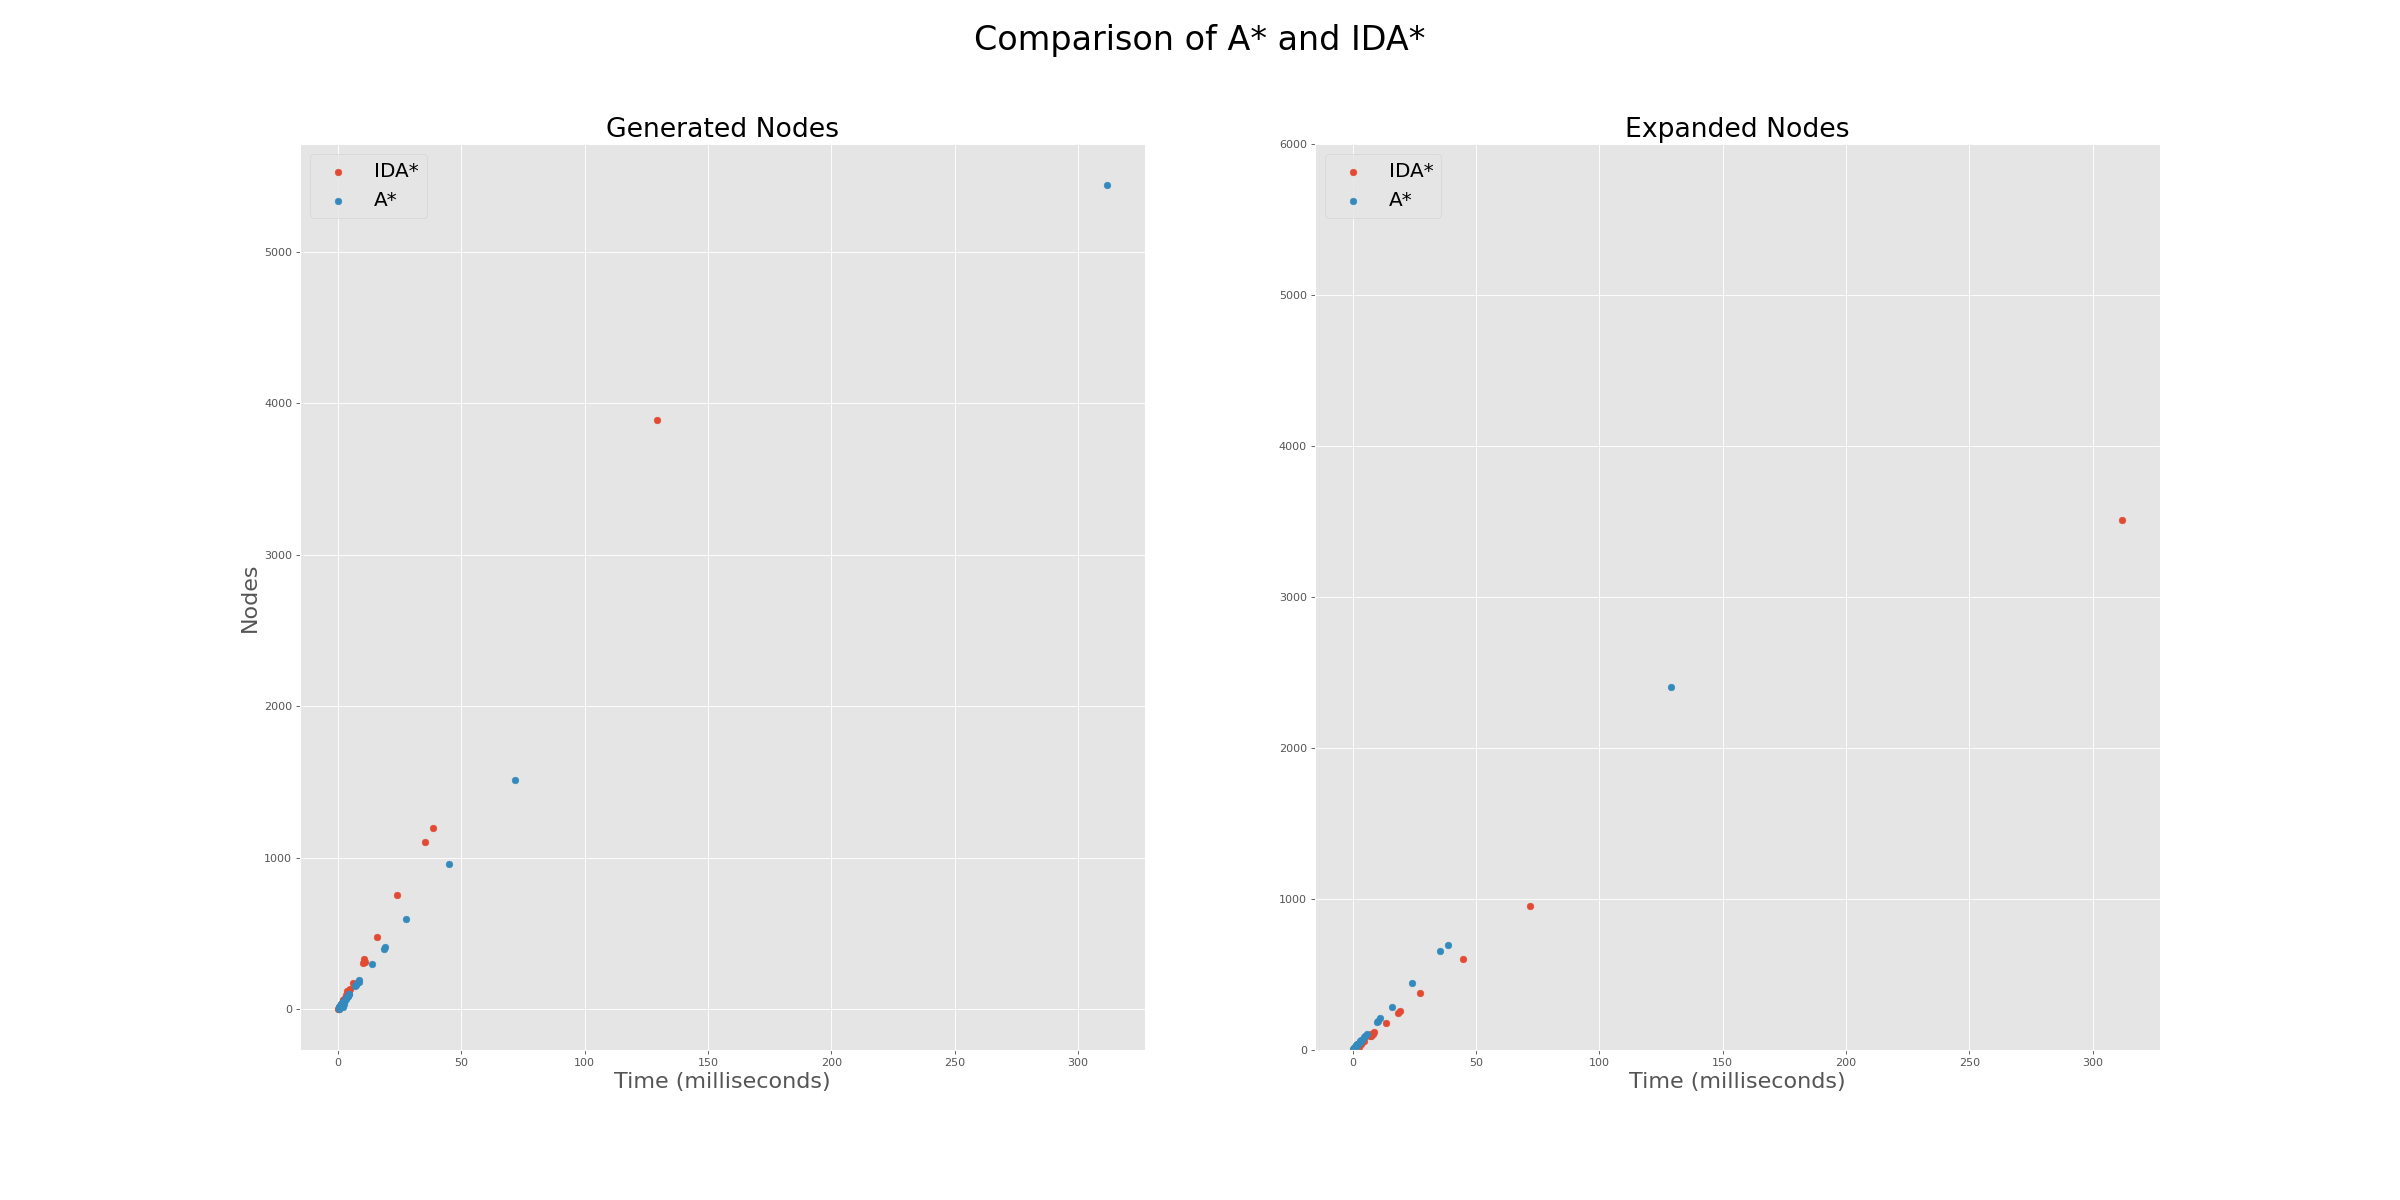 Comparison of A* and IDA*
Generated Nodes
IDA*
A*
5000
4000
3000
2000
1000
0
Nodes
0 50 100 150 200 250 300
Time (milliseconds)
Expanded Nodes
IDA*
A*
6000
5000
4000
3000
2000
1000
0
0 50 100 150 200 250 300
Time (milliseconds)